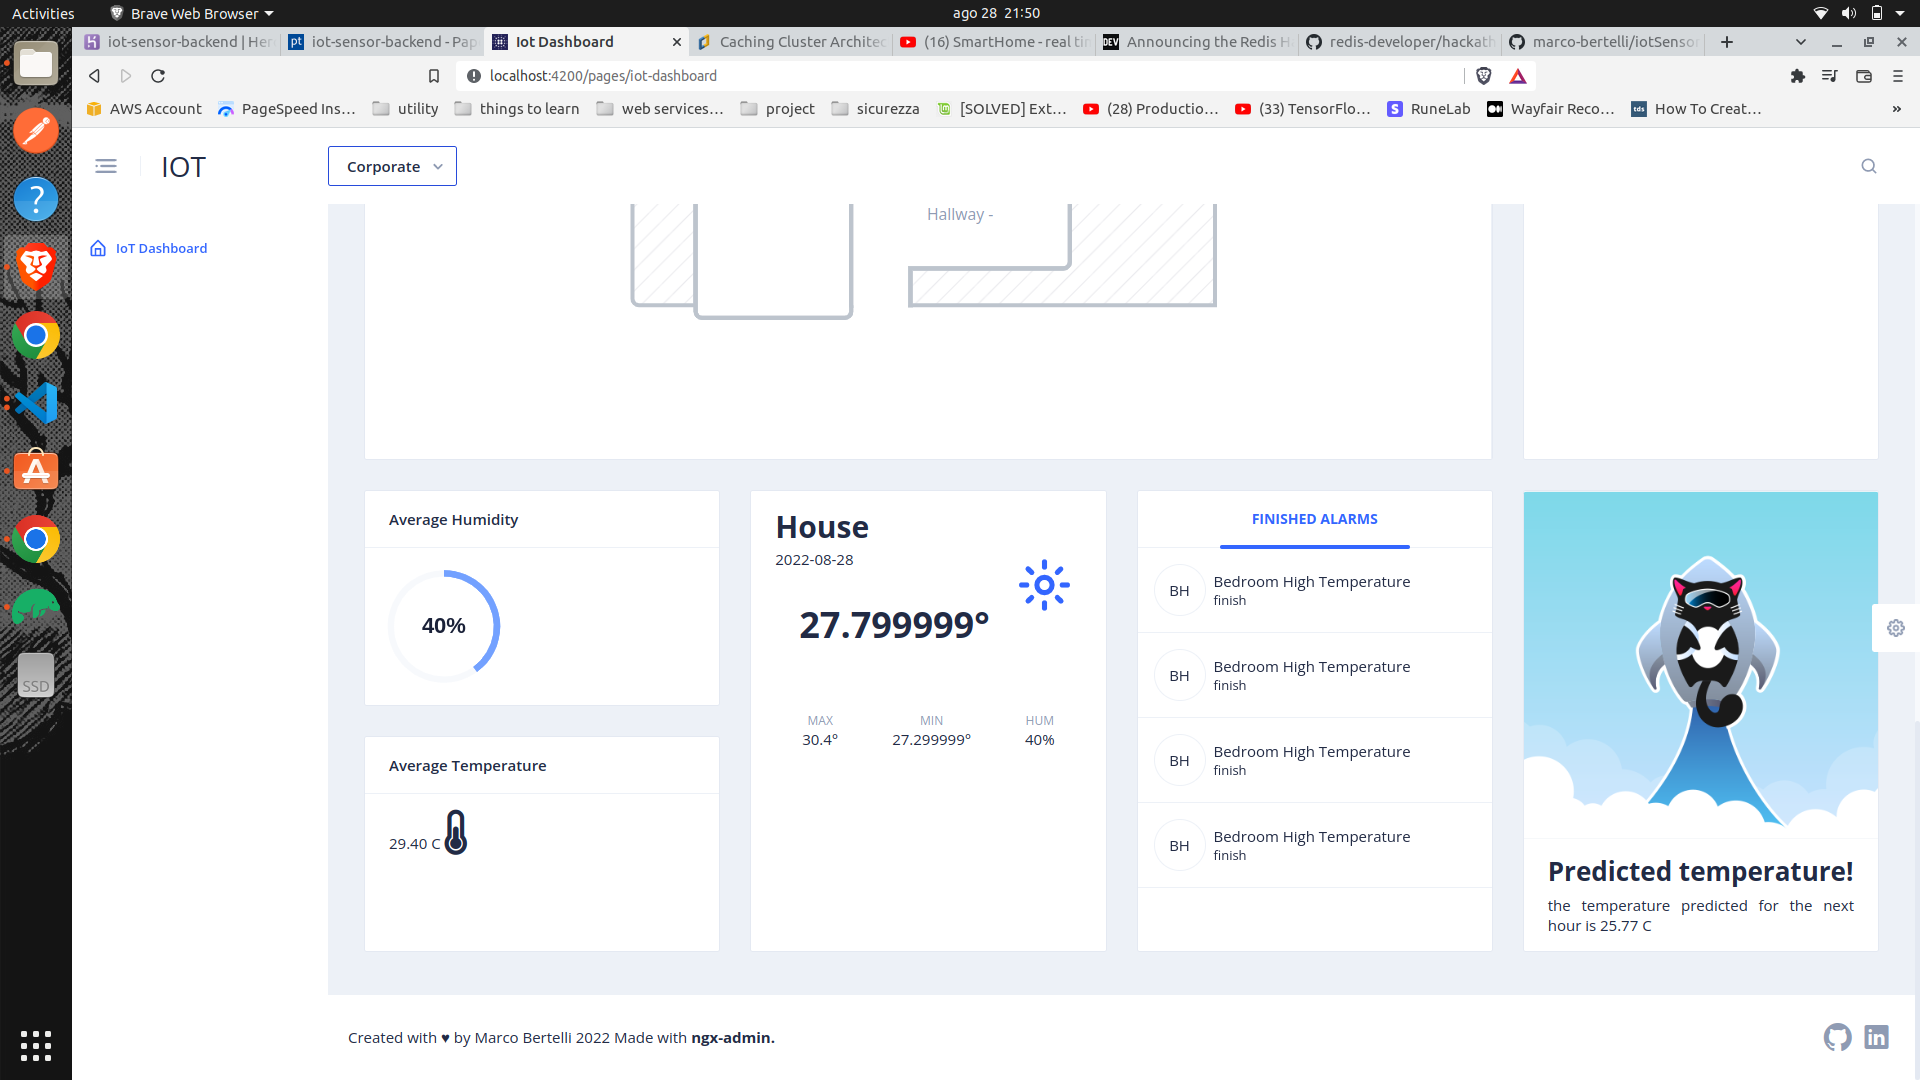 Activities
Brave Web Browser
ago 28 21:50
iot-sensor-backend | Her
iot-sensor-backend - Pap
Iot Dashboard
Caching Cluster Architec
(16) SmartHome - real tim
DEV
Announcing the Redis H
redis-developer/hackath
marco-bertelli/iotSensor
localhost:4200/pages/iot-dashboard
AWS Account
PageSpeed Ins...
utility
things to learn
web services...
project
sicurezza
[SOLVED] Ext...
(28) Productio...
(33) TensorFlo...
RuneLab
Wayfair Reco...
tds
How To Creat...
»
IOT
Corporate
IoT Dashboard
Hallway -
Average Humidity
40%
Average Temperature
29.40 C
House
2022-08-28
27.799999°
MAX
MIN
HUM
30.4°
27.299999°
40%
FINISHED ALARMS
BH
Bedroom High Temperature
finish
BH
Bedroom High Temperature
finish
BH
Bedroom High Temperature
finish
BH
Bedroom High Temperature
finish
Predicted temperature!
the temperature predicted for the next
hour is 25.77 C
SSD
Created with ♥ by Marco Bertelli 2022 Made with ngx-admin.